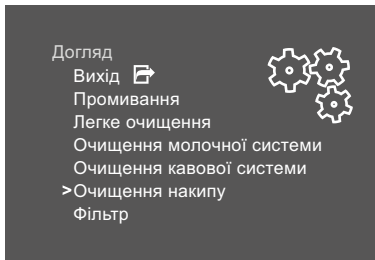 Догляд
Вихід
Промивання
Легке очищення
Очищення молочної системи
Очищення кавової системи
>Очищення накипу
Фільтр